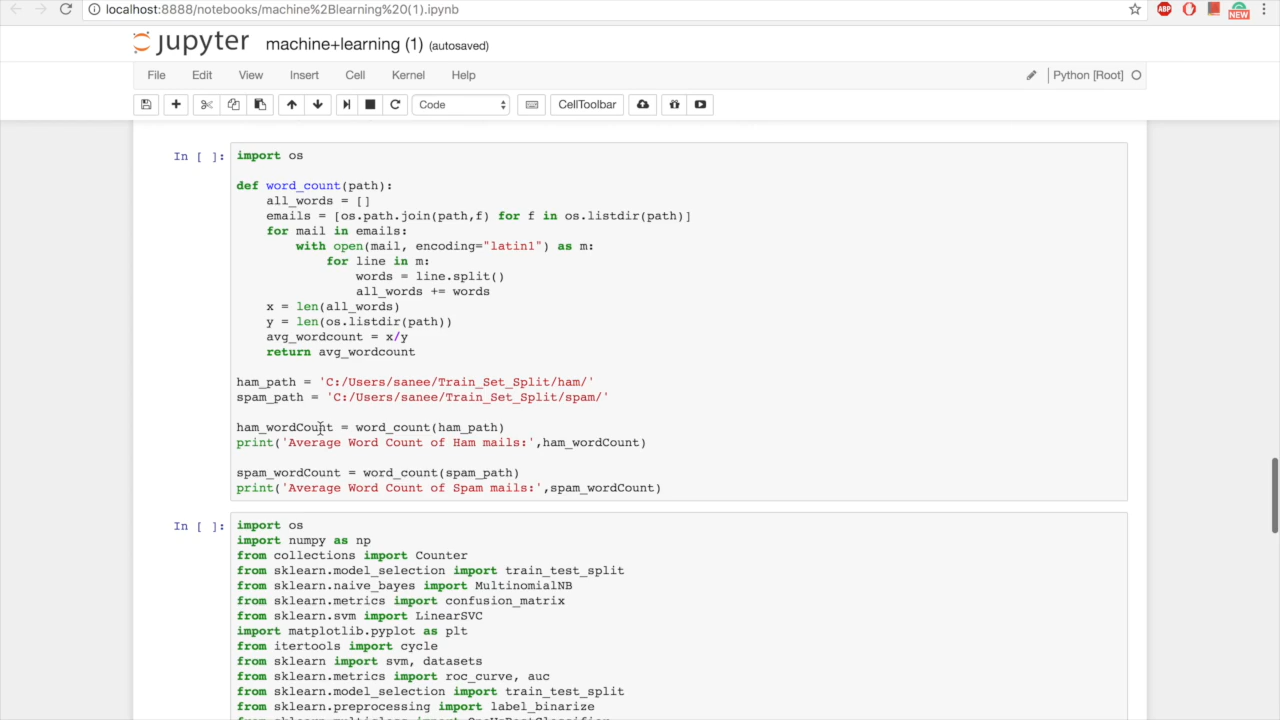 localhost:8888/notebooks/machine%2Blearning%20(1).ipynb
ABP
NEW
jupyter machine+learning (1) (autosaved)
File Edit View Insert Cell Kernel Help Python [Root]
Code CellToolbar
In [ ]: import os
def word_count(path):
    all_words = []
    emails = [os.path.join(path,f) for f in os.listdir(path)]
    for mail in emails:
        with open(mail, encoding="latin1") as m:
            for line in m:
                words = line.split()
                all_words += words
    x = len(all_words)
    y = len(os.listdir(path))
    avg_wordcount = x/y
    return avg_wordcount
ham_path = 'C:/Users/sanee/Train_Set_Split/ham/'
spam_path = 'C:/Users/sanee/Train_Set_Split/spam/'
ham_wordCount = word_count(ham_path)
print('Average Word Count of Ham mails:',ham_wordCount)
spam_wordCount = word_count(spam_path)
print('Average Word Count of Spam mails:',spam_wordCount)
In [ ]: import os
import numpy as np
from collections import Counter
from sklearn.model_selection import train_test_split
from sklearn.naive_bayes import MultinomialNB
from sklearn.metrics import confusion_matrix
from sklearn.svm import LinearSVC
import matplotlib.pyplot as plt
from itertools import cycle
from sklearn import svm, datasets
from sklearn.metrics import roc_curve, auc
from sklearn.model_selection import train_test_split
from sklearn.preprocessing import label_binarize